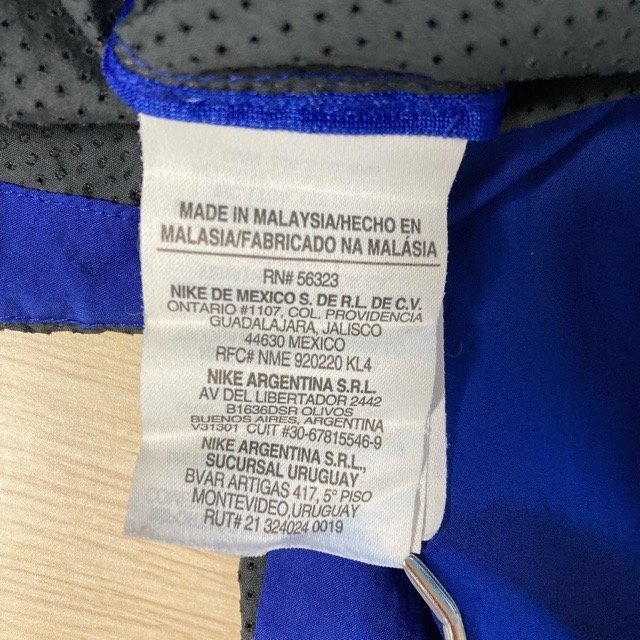 MADE IN MALAYSIA/HECHO EN
MALASIA/FABRICADO NA MALÁSIA
RN# 56323
NIKE DE MEXICO S. DE R.L. DE C.V.
ONTARIO #1107, COL. PROVIDENCIA
GUADALAJARA, JALISCO
44630 MEXICO
RFC# NME 920220 KL4
NIKE ARGENTINA S.R.L.
AV DEL LIBERTADOR 2442
B1636DSR OLIVOS
BUENOS AIRES, ARGENTINA
V31301 CUIT #30-67815546-9
NIKE ARGENTINA S.R.L.,
SUCURSAL URUGUAY
BVAR ARTIGAS 417, 5º PISO
MONTEVIDEO, URUGUAY
RUT# 21 324024 0019